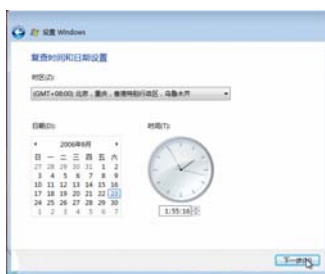 设置 Windows
复查时间和日期设置
时区(Z):
(GMT+08:00) 北京，重庆，香港特别行政区，乌鲁木齐
日期(D):
时间(T):
2006年9月
日 一 二 三 四 五 六
27 28 29 30 31 1 2
3 4 5 6 7 8 9
10 11 12 13 14 15 16
17 18 19 20 21 22 23
24 25 26 27 28 29 30
1 2 3 4 5 6 7
1:55:16
下一步(N)